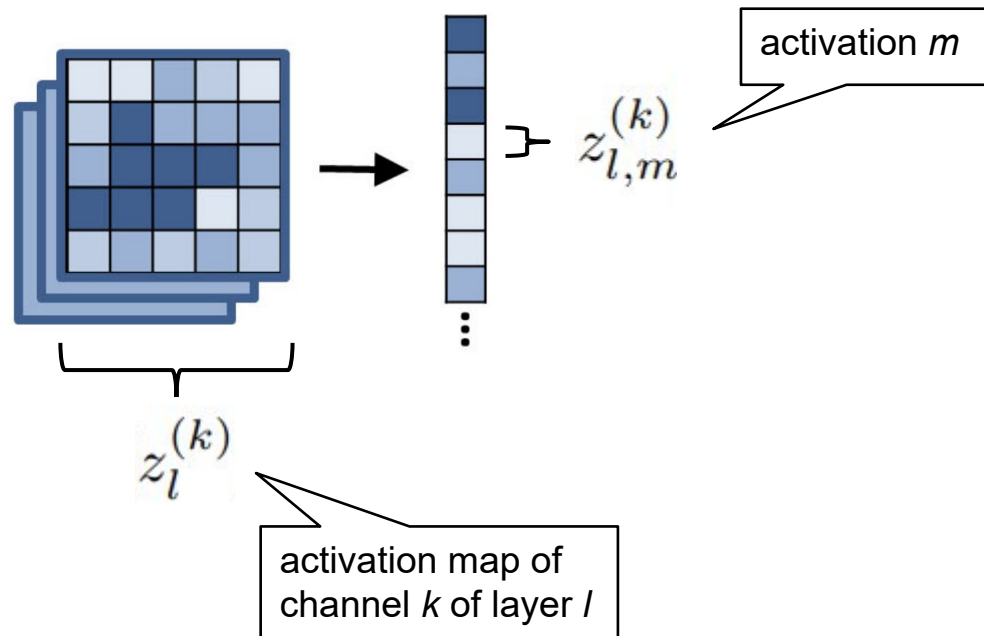 activation m
z_{l,m}^{(k)}
z_l^{(k)}
activation map of
channel k of layer l